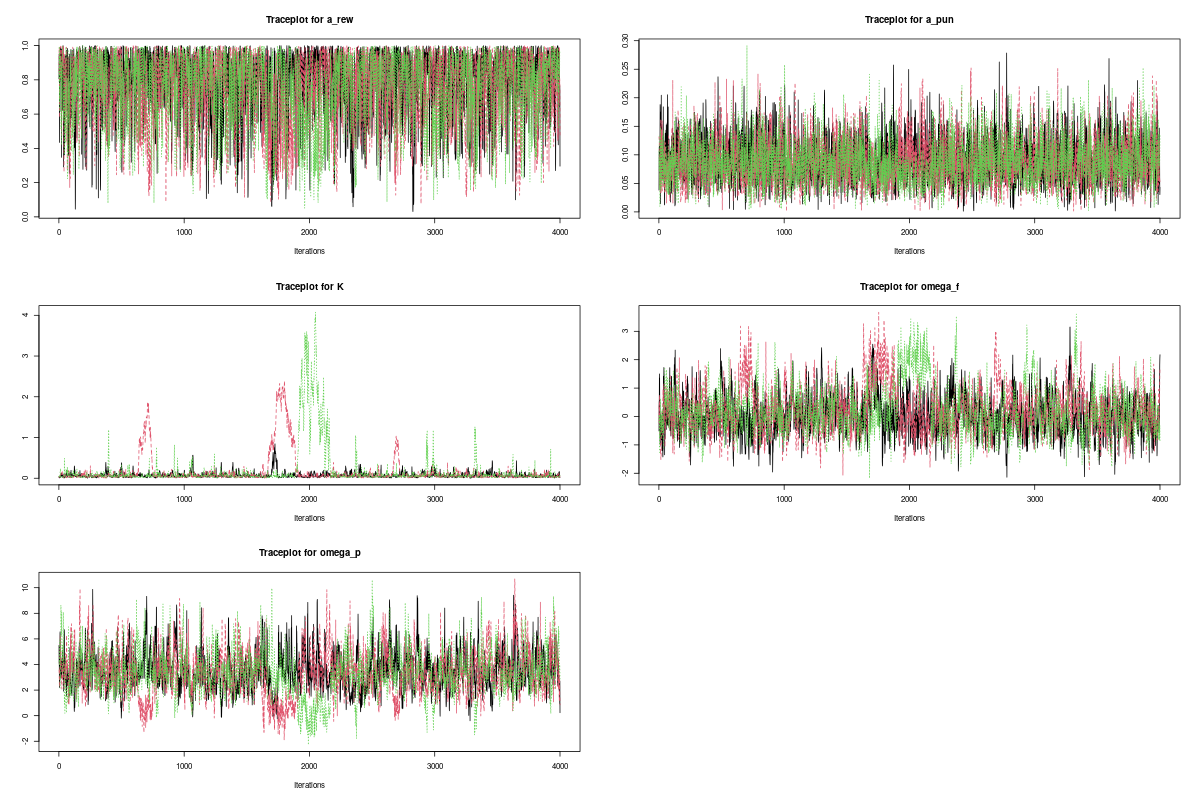 Traceplot for a_rew
1.0
0.8
0.6
0.4
0.2
0.0
0 1000 2000 3000 4000
Iterations
Traceplot for a_pun
0.30
0.25
0.20
0.15
0.10
0.05
0.00
0 1000 2000 3000 4000
Iterations
Traceplot for K
4
3
2
1
0
0 1000 2000 3000 4000
Iterations
Traceplot for omega_f
3
2
1
0
-1
-2
0 1000 2000 3000 4000
Iterations
Traceplot for omega_p
10
8
6
4
2
0
-2
0 1000 2000 3000 4000
Iterations